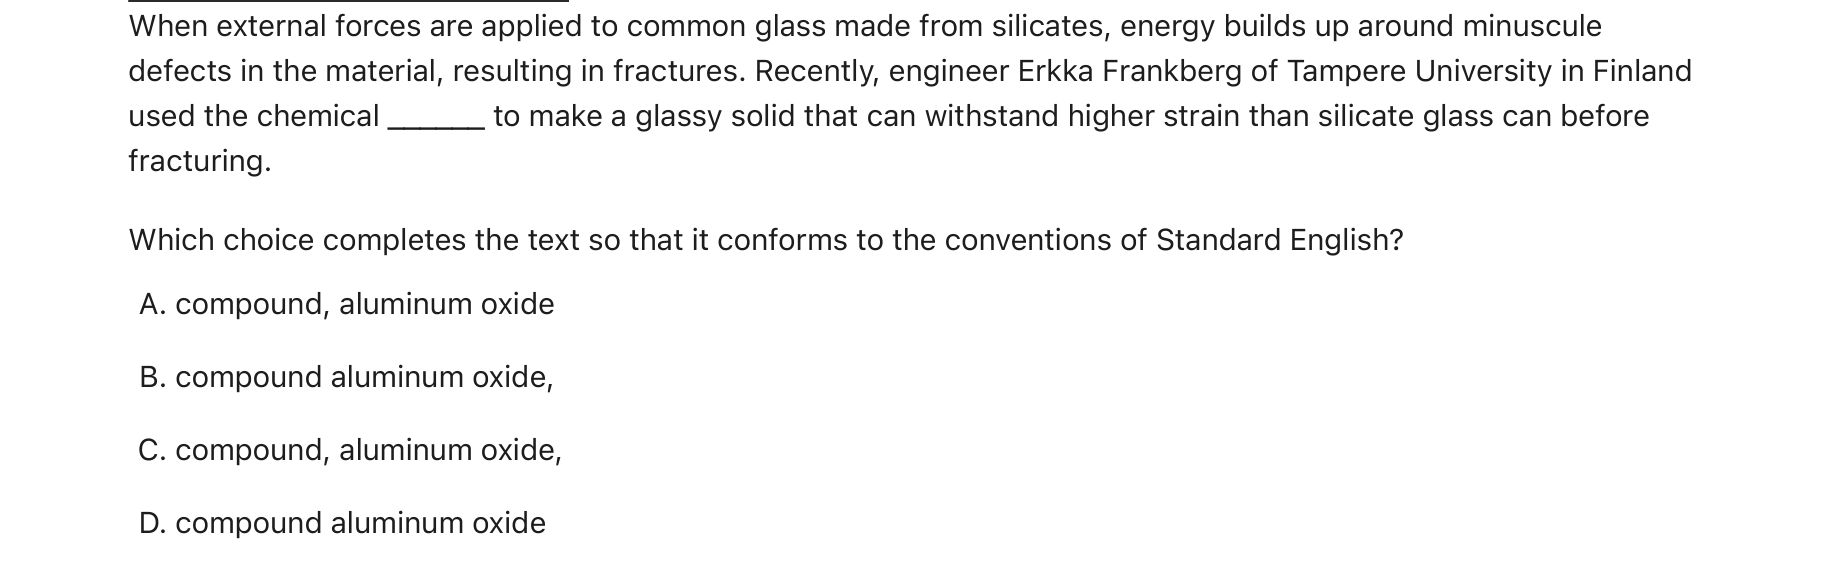 When external forces are applied to common glass made from silicates, energy builds up around minuscule
defects in the material, resulting in fractures. Recently, engineer Erkka Frankberg of Tampere University in Finland
used the chemical ______ to make a glassy solid that can withstand higher strain than silicate glass can before
fracturing.
Which choice completes the text so that it conforms to the conventions of Standard English?
A. compound, aluminum oxide
B. compound aluminum oxide,
C. compound, aluminum oxide,
D. compound aluminum oxide